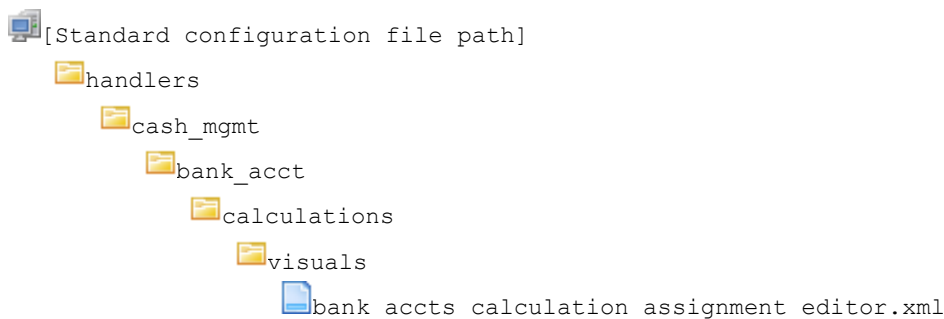 [Standard configuration file path]
handlers
cash_mgmt
bank_acct
calculations
visuals
bank accts calculation assignment editor.xml